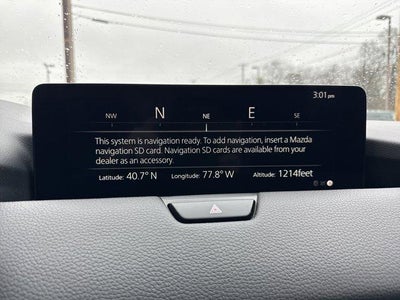 3:01 pm
NW N NE E SE
This system is navigation ready. To add navigation, insert a Mazda
navigation SD card. Navigation SD cards are available from your
dealer as an accessory.
Latitude: 40.7° N Longitude: 77.8° W Altitude: 1214feet